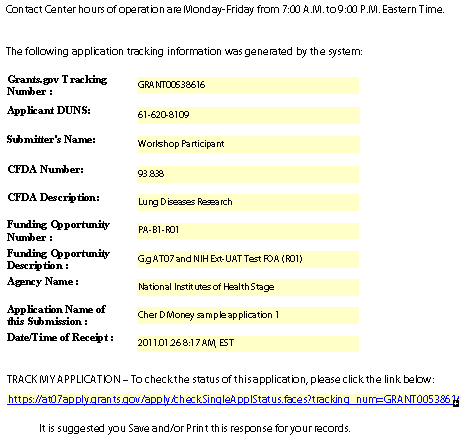 Contact Center hours of operation are Monday-Friday from 7:00 A.M. to 9:00 P.M. Eastern Time.
The following application tracking information was generated by the system:
Grants.gov Tracking
Number :
GRANT00538616
Applicant DUNS:
61-620-8109
Submitter's Name:
Workshop Participant
CFDA Number:
93.838
CFDA Description:
Lung Diseases Research
Funding Opportunity
Number :
PA-B1-R01
Funding Opportunity
Description :
G.g AT07 and NIH Ext-UAT Test FOA (R01)
Agency Name :
National Institutes of Health Stage
Application Name of
this Submission :
Cher D Money sample application 1
Date/Time of Receipt :
2011.01.26 8:17 AM, EST
TRACK MY APPLICATION – To check the status of this application, please click the link below:
https://at07apply.grants.gov/apply/checkSingleApplStatus.faces?tracking_num=GRANT00538616
It is suggested you Save and/or Print this response for your records.